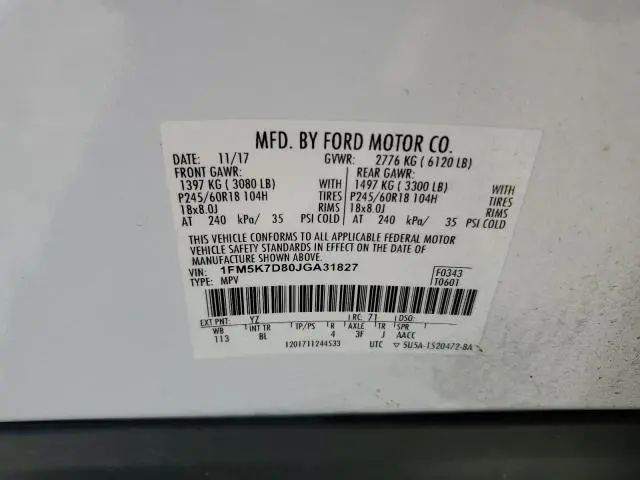 MFD. BY FORD MOTOR CO.
DATE: 11/17 GVWR: 2776 KG ( 6120 LB)
FRONT GAWR: REAR GAWR:
1397 KG ( 3080 LB) WITH 1497 KG ( 3300 LB) WITH
P245/60R18 104H TIRES P245/60R18 104H TIRES
18x8.0J RIMS 18x8.0J RIMS
AT 240 kPa/ 35 PSI COLD AT 240 kPa/ 35 PSI COLD
THIS VEHICLE CONFORMS TO ALL APPLICABLE FEDERAL MOTOR
VEHICLE SAFETY STANDARDS IN EFFECT ON THE DATE OF
MANUFACTURE SHOWN ABOVE.
VIN: 1FM5K7D80JGA31827 F0343
TYPE: MPV T0601
EXT PNT: YZ RC: 71 DSO:
WB INT TR TP/PS R AXLE TR SPR
113 BL 4 3F J AACC
1201711244533 UTC ▽ 5U5A-1520472-BA